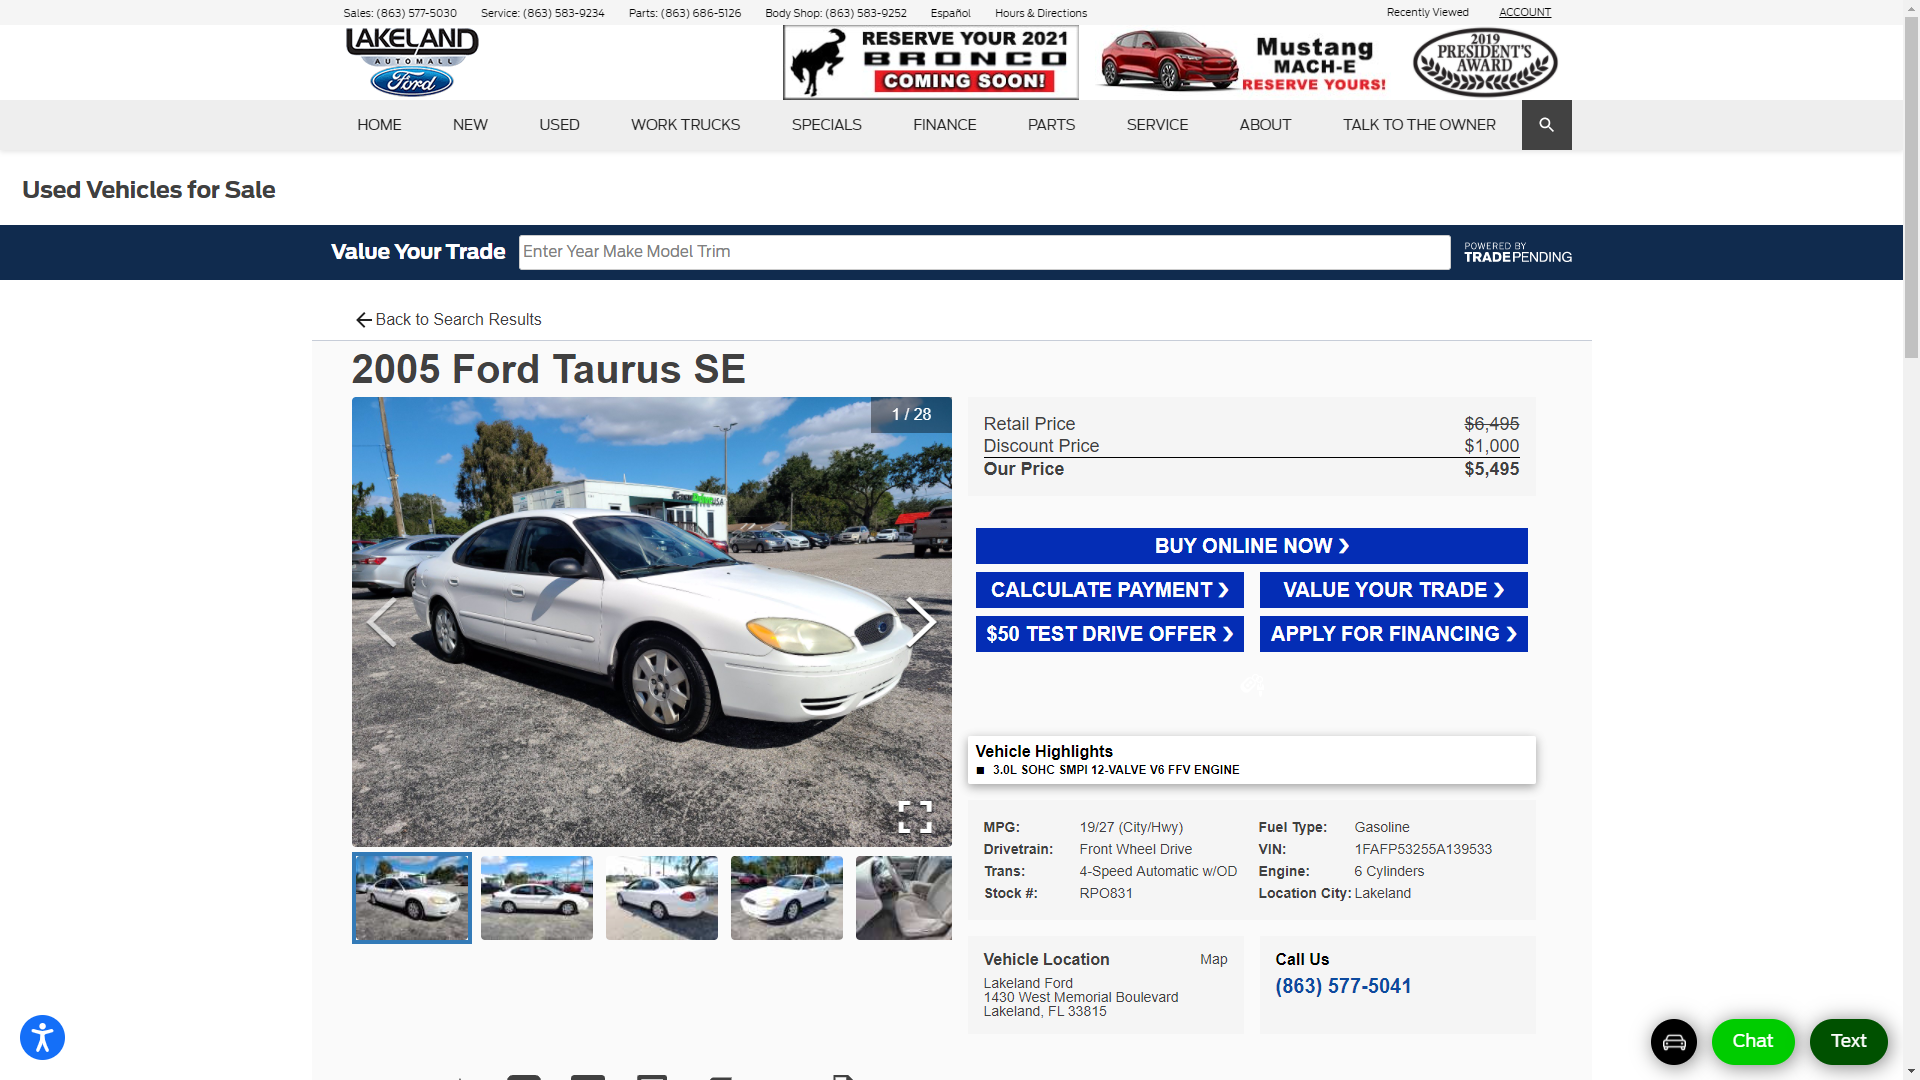 Sales: (863) 577-5030 Service: (863) 583-9234 Parts: (863) 686-5126 Body Shop: (863) 583-9252 Español Hours & Directions Recently Viewed ACCOUNT
LAKELAND
AUTOMALL
Ford
RESERVE YOUR 2021
BRONCO
COMING SOON!
Mustang
MACH-E
RESERVE YOURS!
2019
PRESIDENT'S
AWARD
HOME NEW USED WORK TRUCKS SPECIALS FINANCE PARTS SERVICE ABOUT TALK TO THE OWNER
Used Vehicles for Sale
Value Your Trade Enter Year Make Model Trim POWERED BY
TRADEPENDING
Back to Search Results
2005 Ford Taurus SE
1 / 28
Retail Price $6,495
Discount Price $1,000
Our Price $5,495
BUY ONLINE NOW ❯
CALCULATE PAYMENT ❯ VALUE YOUR TRADE ❯
$50 TEST DRIVE OFFER ❯ APPLY FOR FINANCING ❯
Vehicle Highlights
■ 3.0L SOHC SMPI 12-VALVE V6 FFV ENGINE
MPG: 19/27 (City/Hwy) Fuel Type: Gasoline
Drivetrain: Front Wheel Drive VIN: 1FAFP53255A139533
Trans: 4-Speed Automatic w/OD Engine: 6 Cylinders
Stock #: RPO831 Location City: Lakeland
Vehicle Location Map
Lakeland Ford
1430 West Memorial Boulevard
Lakeland, FL 33815
Call Us
(863) 577-5041
Chat Text